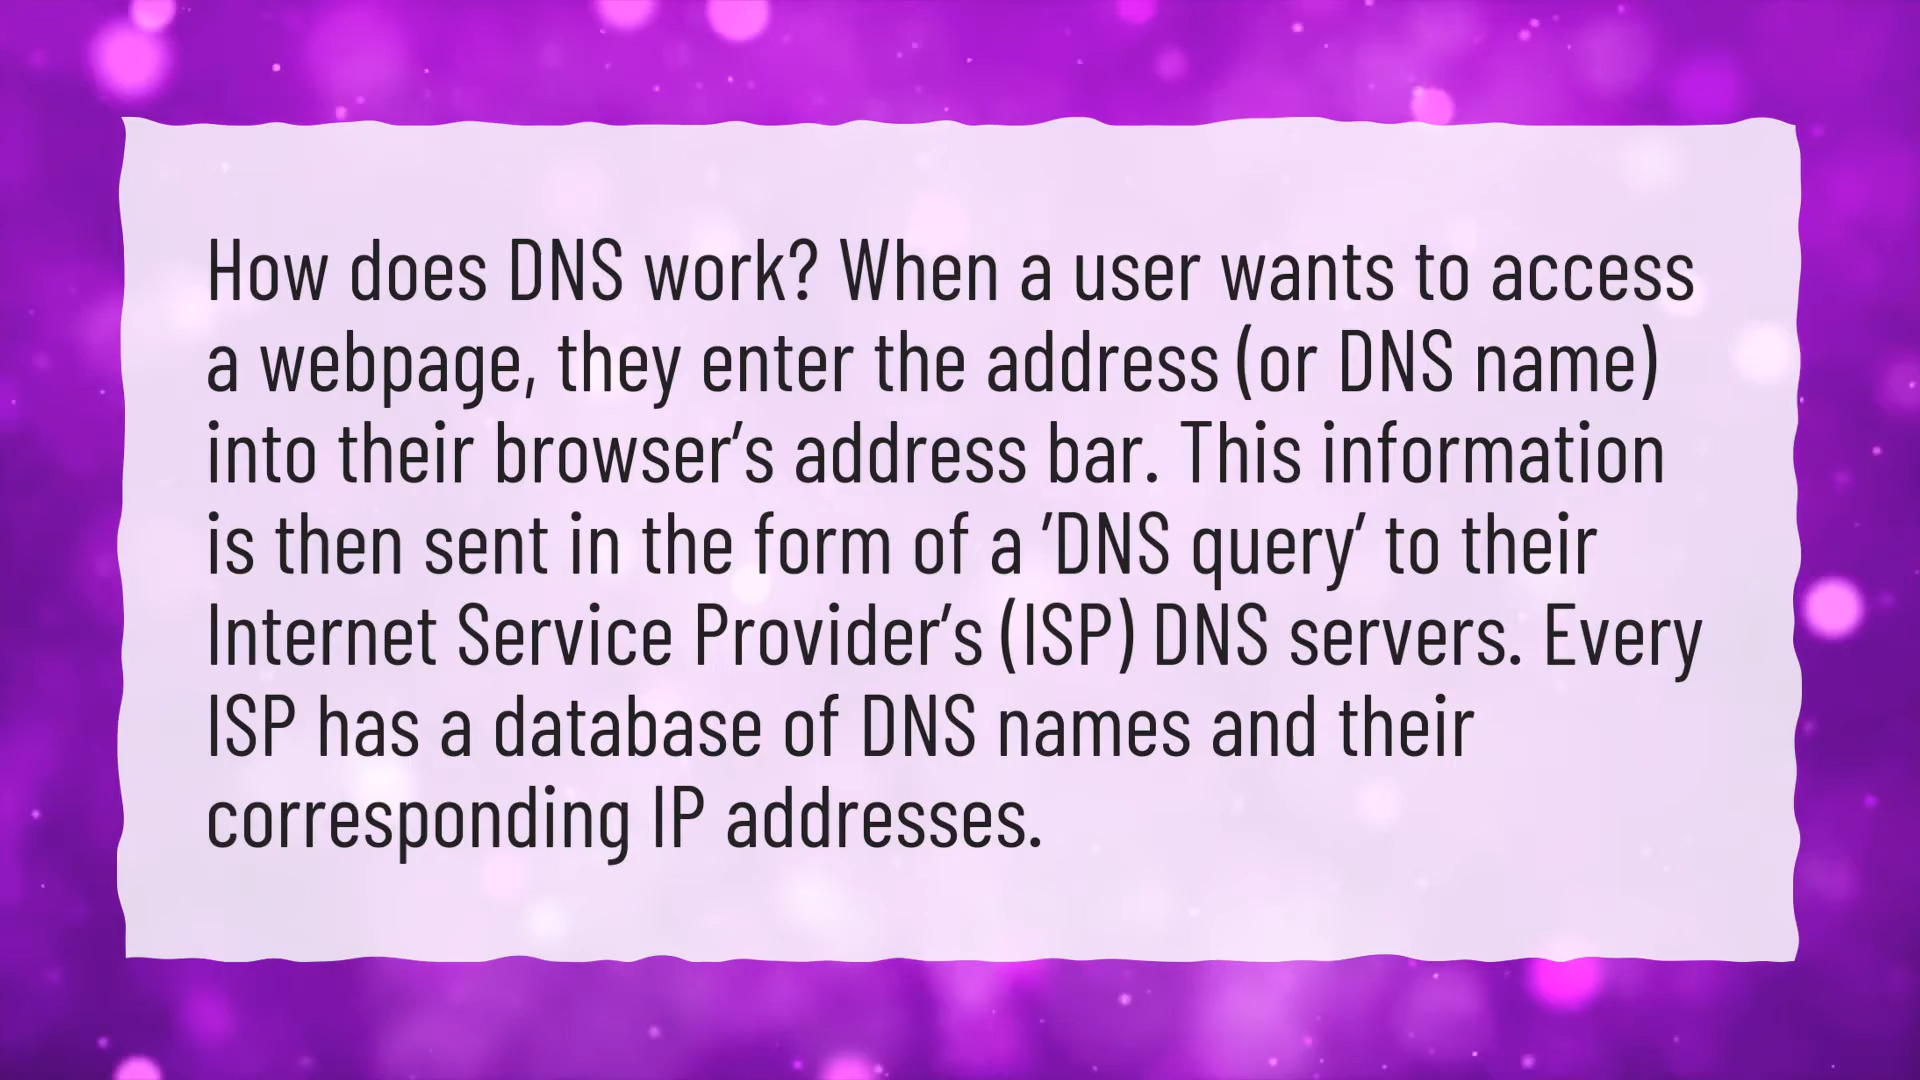 How does DNS work? When a user wants to access
a webpage, they enter the address (or DNS name)
into their browser's address bar. This information
is then sent in the form of a 'DNS query' to their
Internet Service Provider's (ISP) DNS servers. Every
ISP has a database of DNS names and their
corresponding IP addresses.